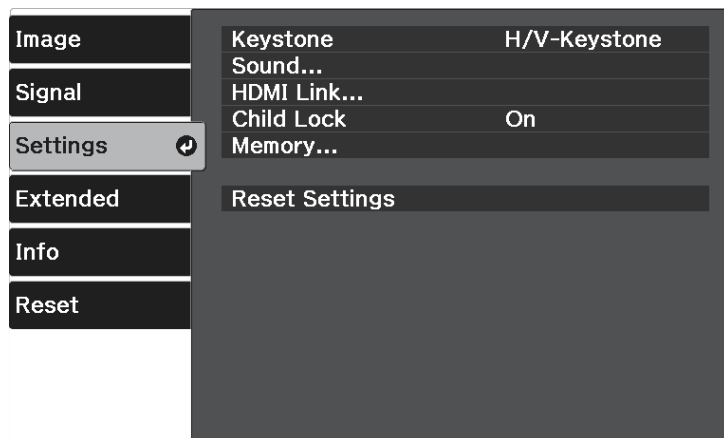 Image
Signal
Settings
Extended
Info
Reset
Keystone H/V-Keystone
Sound...
HDMI Link...
Child Lock On
Memory...
Reset Settings